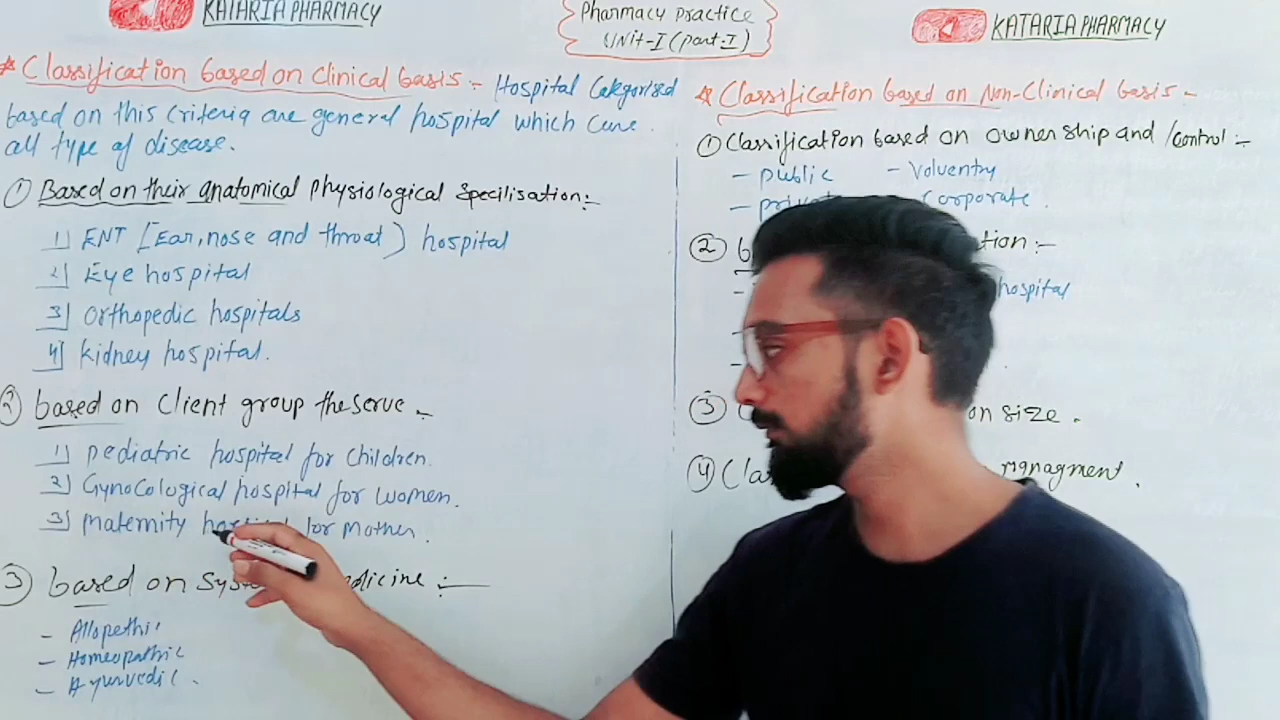 KATARIA PHARMACY
Pharmacy practice
Unit-I (part-I)
KATARIA PHARMACY
* Classification based on clinical basis :- Hospital Categorised
based on this criteria are general hospital which cure
all type of disease.
① Based on their anatomical physiological specilisation:-
1) ENT [Ear, nose and throat) hospital
2) Eye hospital
3) Orthopedic hospitals
4) kidney hospital.
② based on Client group the serve :-
1) pediatric hospital for children.
2) Gynocological hospital for women.
3) maternity for mother.
③ based on :-
- Allopethic
- Homeopathic
- Ayurvedic.
* Classification based on Non-Clinical basis -
① Classification based on ownership and /control :-
- public - Voluentry
- Corporate.
②
hospital
③ on size.
④ mgnagment.